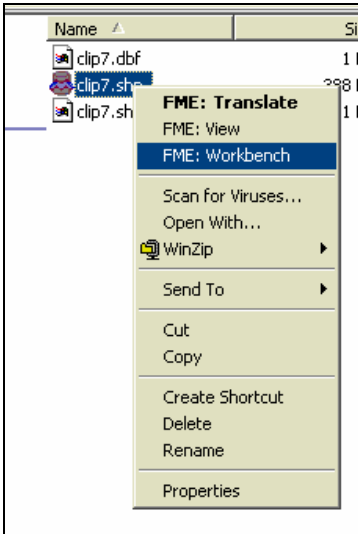 Name Si
clip7.dbf 1
clip7.shp 398
clip7.sh 1
FME: Translate
FME: View
FME: Workbench
Scan for Viruses...
Open With...
WinZip
Send To
Cut
Copy
Create Shortcut
Delete
Rename
Properties